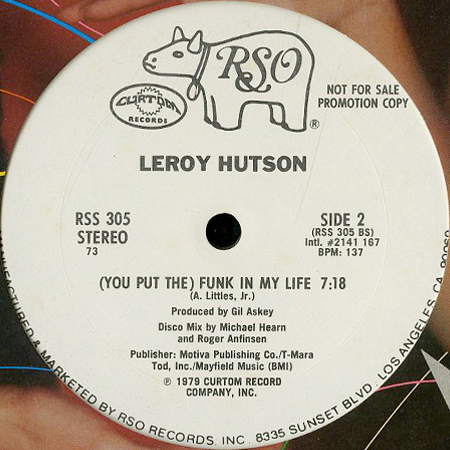 RSO
®
CURTOM
RECORDS
NOT FOR SALE
PROMOTION COPY
LEROY HUTSON
RSS 305
STEREO
73
SIDE 2
(RSS 305 BS)
Intl. #2141 167
BPM: 137
(YOU PUT THE) FUNK IN MY LIFE 7:18
(A. Littles, Jr.)
Produced by Gil Askey
Disco Mix by Michael Hearn
and Roger Anfinsen
Publisher: Motiva Publishing Co./T-Mara
Tod, Inc./Mayfield Music (BMI)
℗ 1979 CURTOM RECORD
COMPANY, INC.
MANUFACTURED & MARKETED BY RSO RECORDS, INC. 8335 SUNSET BLVD., LOS ANGELES, CA. 90069